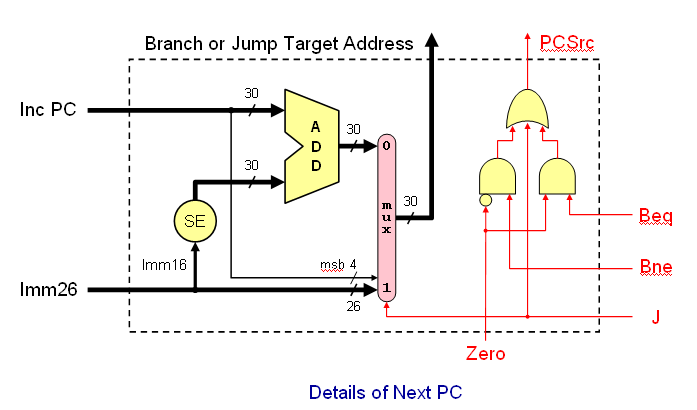 Branch or Jump Target Address
PCSrc
Inc PC
30
A
D
D
30
0
30
SE
m
u
x
30
Imm16
msb 4
Imm26
1
26
Beq
Bne
J
Zero
Details of Next PC